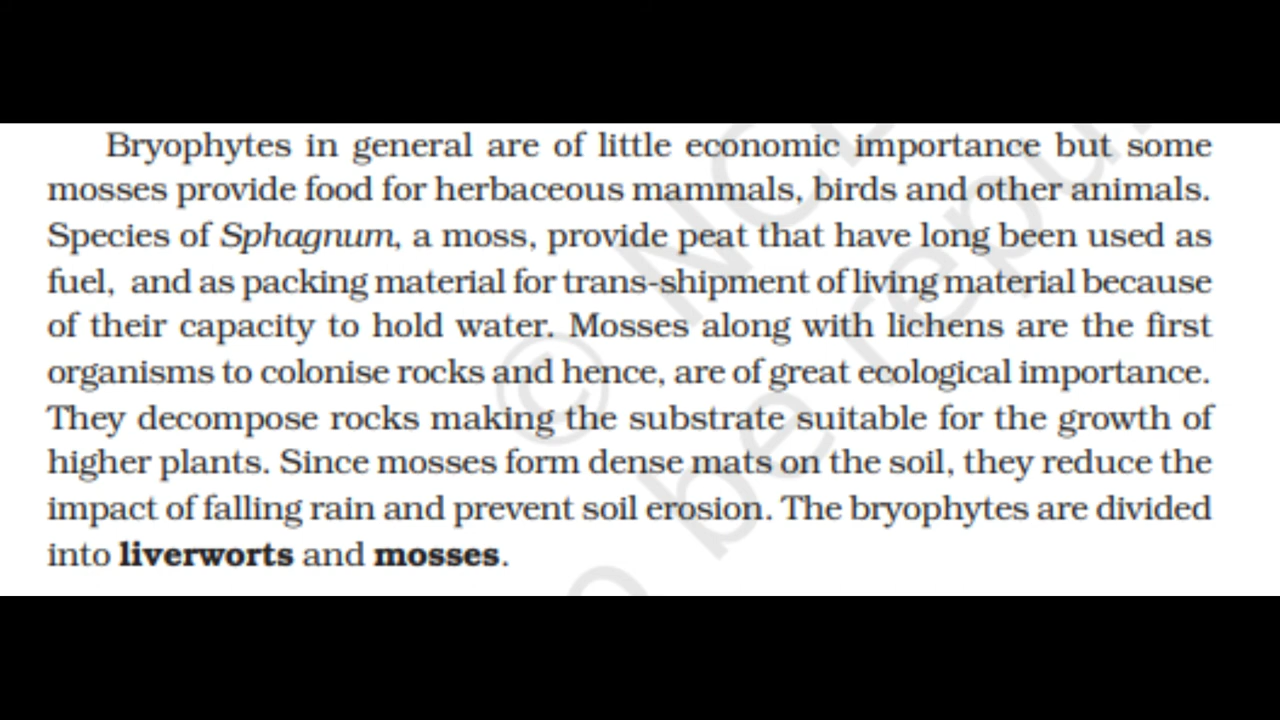 Bryophytes in general are of little economic importance but some
mosses provide food for herbaceous mammals, birds and other animals.
Species of Sphagnum, a moss, provide peat that have long been used as
fuel, and as packing material for trans-shipment of living material because
of their capacity to hold water. Mosses along with lichens are the first
organisms to colonise rocks and hence, are of great ecological importance.
They decompose rocks making the substrate suitable for the growth of
higher plants. Since mosses form dense mats on the soil, they reduce the
impact of falling rain and prevent soil erosion. The bryophytes are divided
into liverworts and mosses.